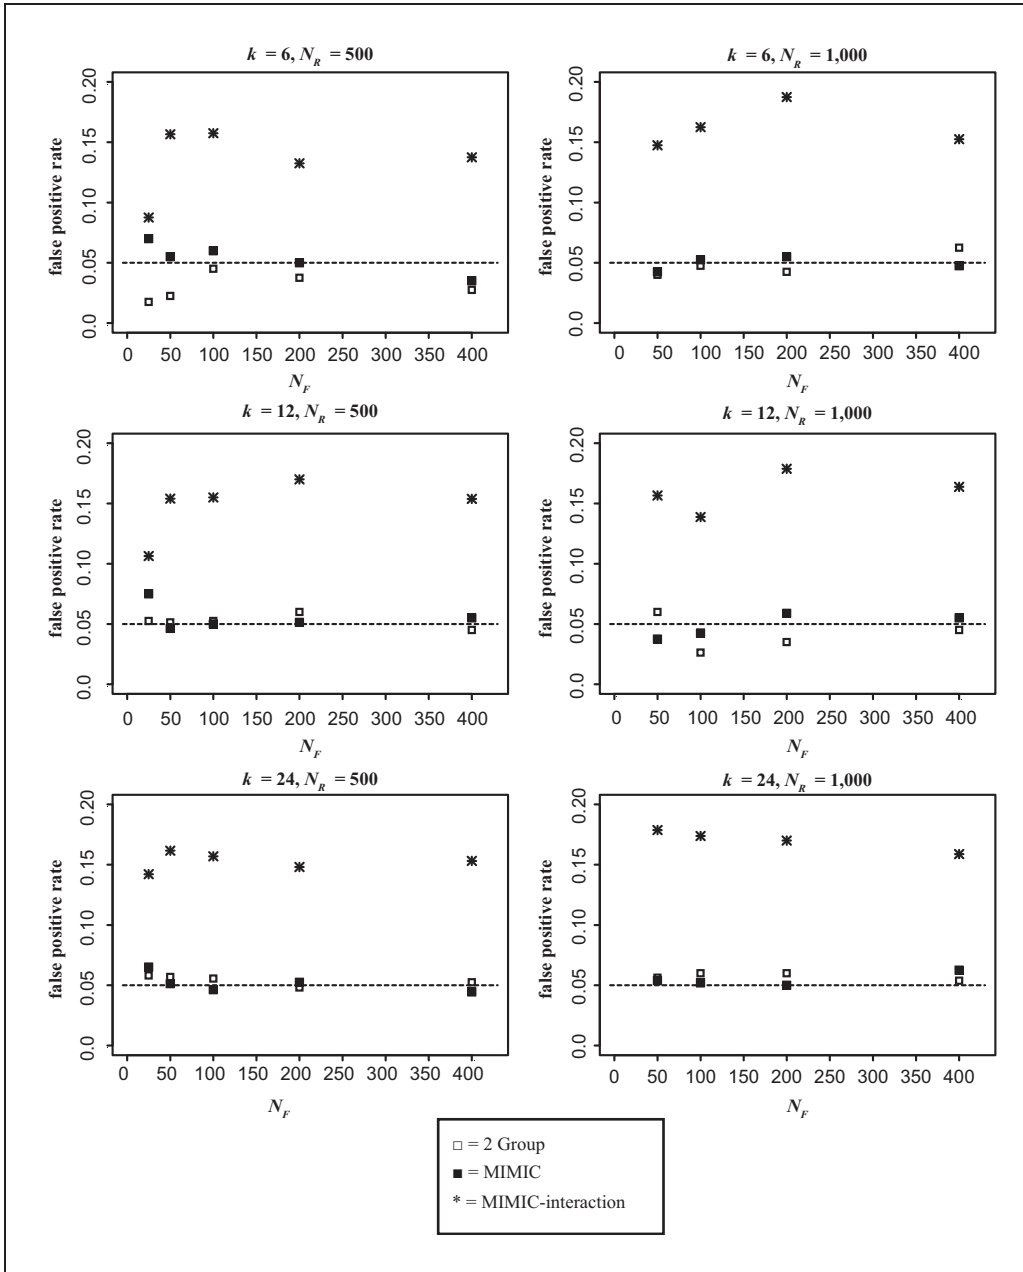 k = 6, N_R = 500
false positive rate
0.20
0.15
0.10
0.05
0.0
0 50 100 150 200 250 300 350 400
N_F
k = 6, N_R = 1,000
false positive rate
0.20
0.15
0.10
0.05
0.0
0 50 100 150 200 250 300 350 400
N_F
k = 12, N_R = 500
false positive rate
0.20
0.15
0.10
0.05
0.0
0 50 100 150 200 250 300 350 400
N_F
k = 12, N_R = 1,000
false positive rate
0.20
0.15
0.10
0.05
0.0
0 50 100 150 200 250 300 350 400
N_F
k = 24, N_R = 500
false positive rate
0.20
0.15
0.10
0.05
0.0
0 50 100 150 200 250 300 350 400
N_F
k = 24, N_R = 1,000
false positive rate
0.20
0.15
0.10
0.05
0.0
0 50 100 150 200 250 300 350 400
N_F
□ = 2 Group
■ = MIMIC
* = MIMIC-interaction